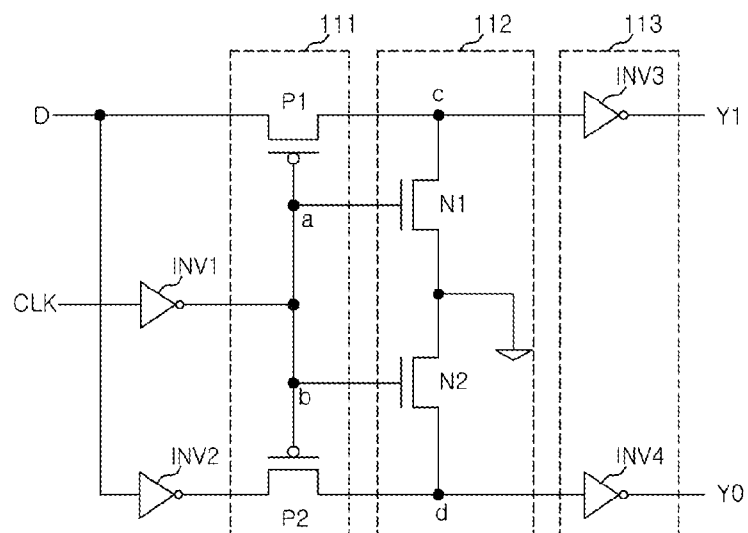 111
112
113
P1
c
INV3
D
Y1
N1
a
INV1
CLK
N2
b
INV2
INV4
Y0
P2
d